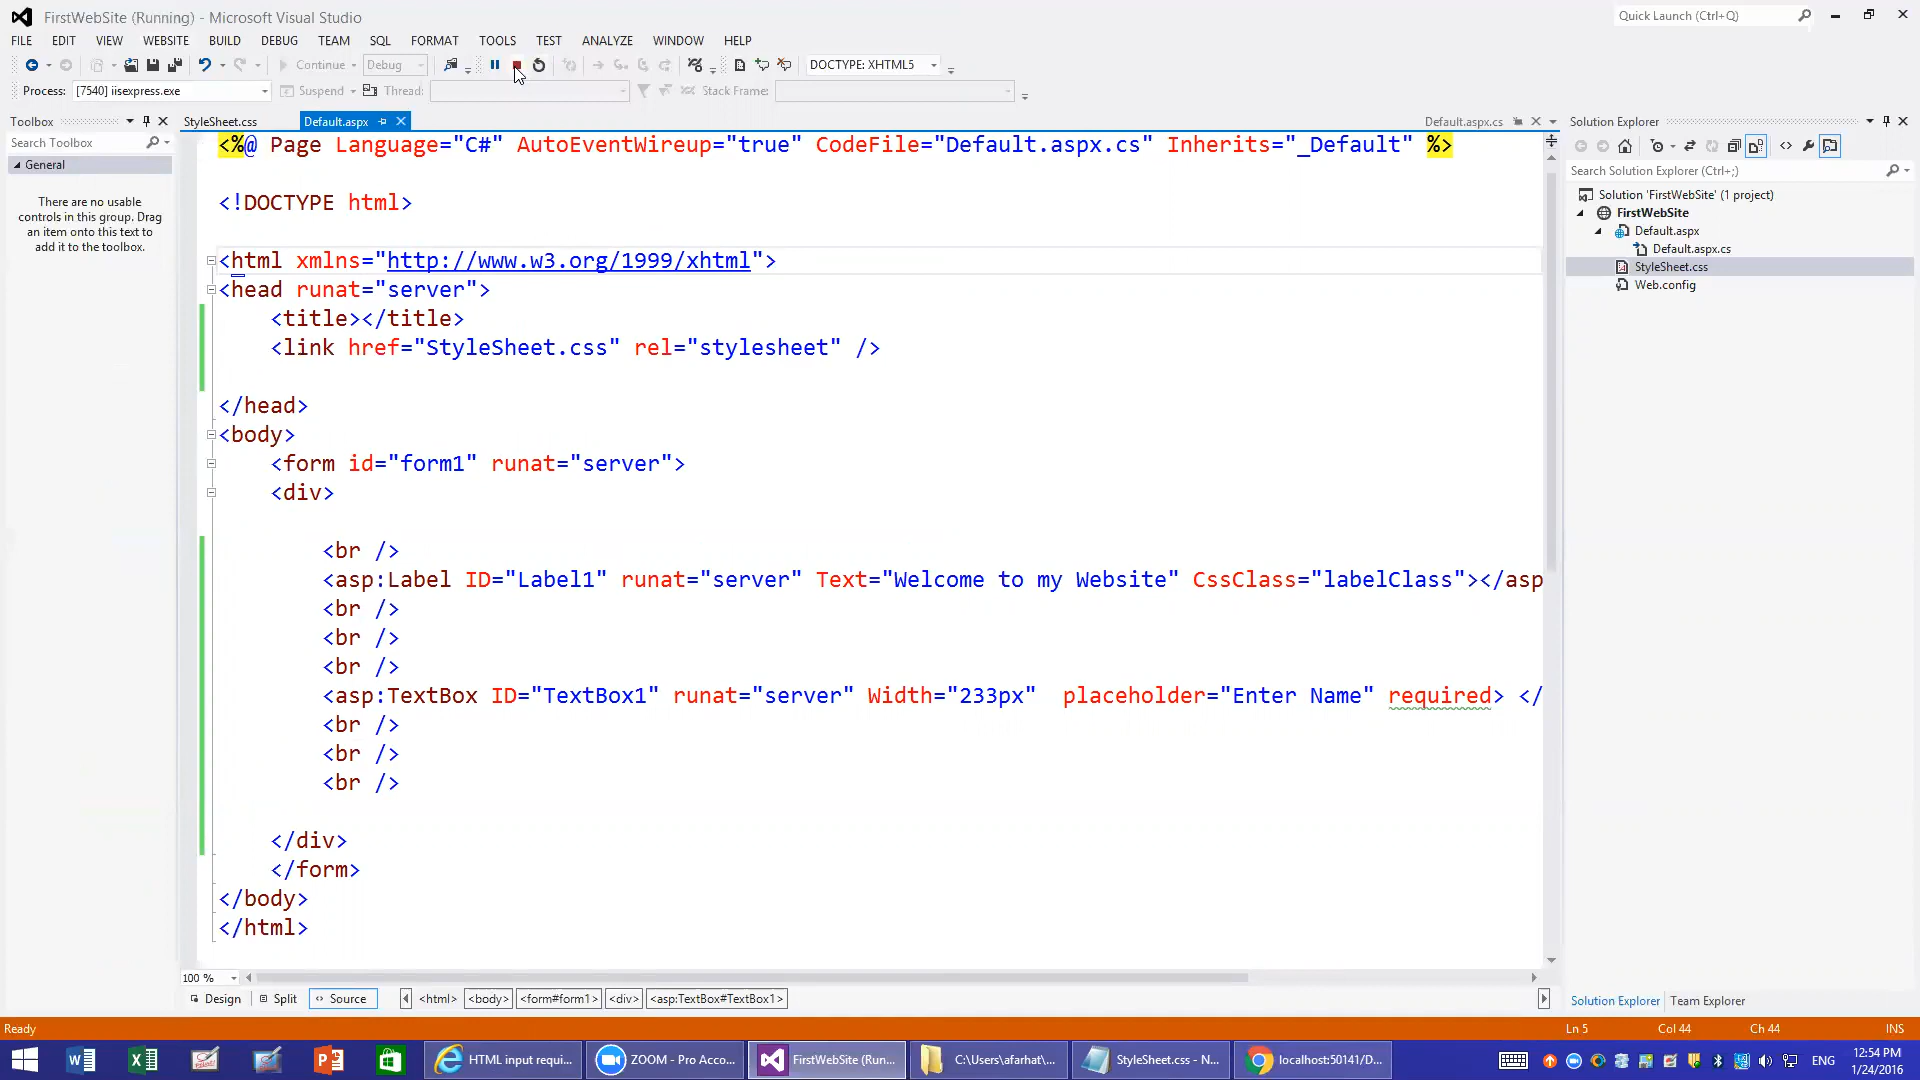 FirstWebSite (Running) - Microsoft Visual Studio
Quick Launch (Ctrl+Q)
FILE EDIT VIEW WEBSITE BUILD DEBUG TEAM SQL FORMAT TOOLS TEST ANALYZE WINDOW HELP
Continue Debug DOCTYPE: XHTML5
Process: [7540] iisexpress.exe Suspend Thread: Stack Frame:
Toolbox
Search Toolbox
General
There are no usable
controls in this group. Drag
an item onto this text to
add it to the toolbox.
StyleSheet.css Default.aspx Default.aspx.cs
<%@ Page Language="C#" AutoEventWireup="true" CodeFile="Default.aspx.cs" Inherits="_Default" %>
<!DOCTYPE html>
<html xmlns="http://www.w3.org/1999/xhtml">
<head runat="server">
<title></title>
<link href="StyleSheet.css" rel="stylesheet" />
</head>
<body>
<form id="form1" runat="server">
<div>
<br />
<asp:Label ID="Label1" runat="server" Text="Welcome to my Website" CssClass="labelClass"></asp
<br />
<br />
<br />
<asp:TextBox ID="TextBox1" runat="server" Width="233px" placeholder="Enter Name" required> </
<br />
<br />
<br />
</div>
</form>
</body>
</html>
100 %
Design Split Source <html> <body> <form#form1> <div> <asp:TextBox#TextBox1>
Solution Explorer
Search Solution Explorer (Ctrl+;)
Solution 'FirstWebSite' (1 project)
FirstWebSite
Default.aspx
Default.aspx.cs
StyleSheet.css
Web.config
Solution Explorer Team Explorer
Ready Ln 5 Col 44 Ch 44 INS
HTML input requi... ZOOM - Pro Acco... FirstWebSite (Run... C:\Users\afarhat\... StyleSheet.css - N... localhost:50141/D...
ENG
12:54 PM
1/24/2016